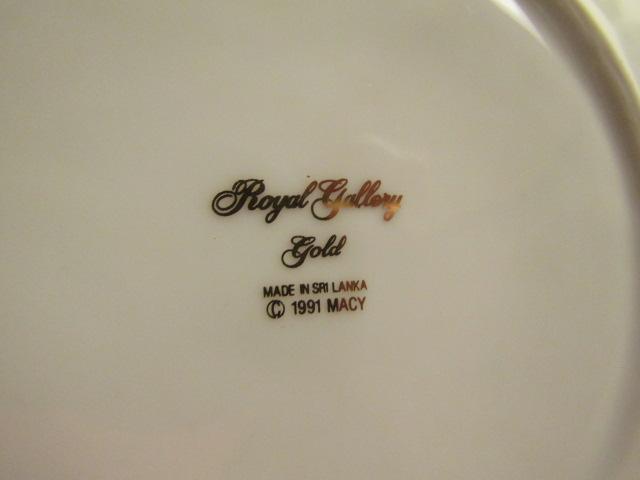 Royal Gallery
Gold
MADE IN SRI LANKA
© 1991 MACY